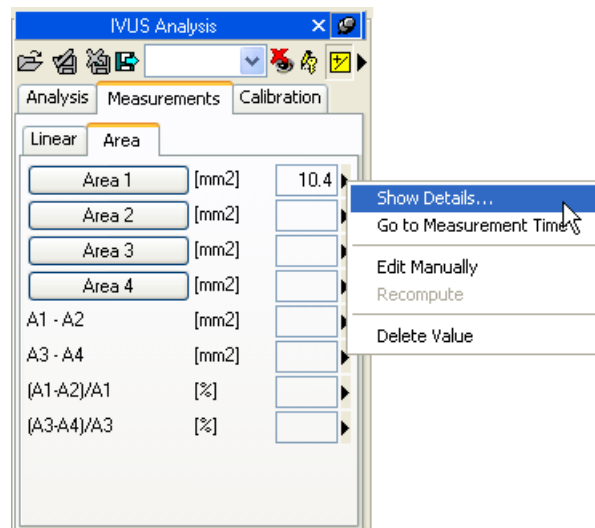 IVUS Analysis
Analysis Measurements Calibration
Linear Area
Area 1 [mm2] 10.4
Show Details...
Area 2 [mm2]
Go to Measurement Time
Area 3 [mm2]
Edit Manually
Area 4 [mm2]
Recompute
A1 - A2 [mm2]
Delete Value
A3 - A4 [mm2]
(A1-A2)/A1 [%]
(A3-A4)/A3 [%]